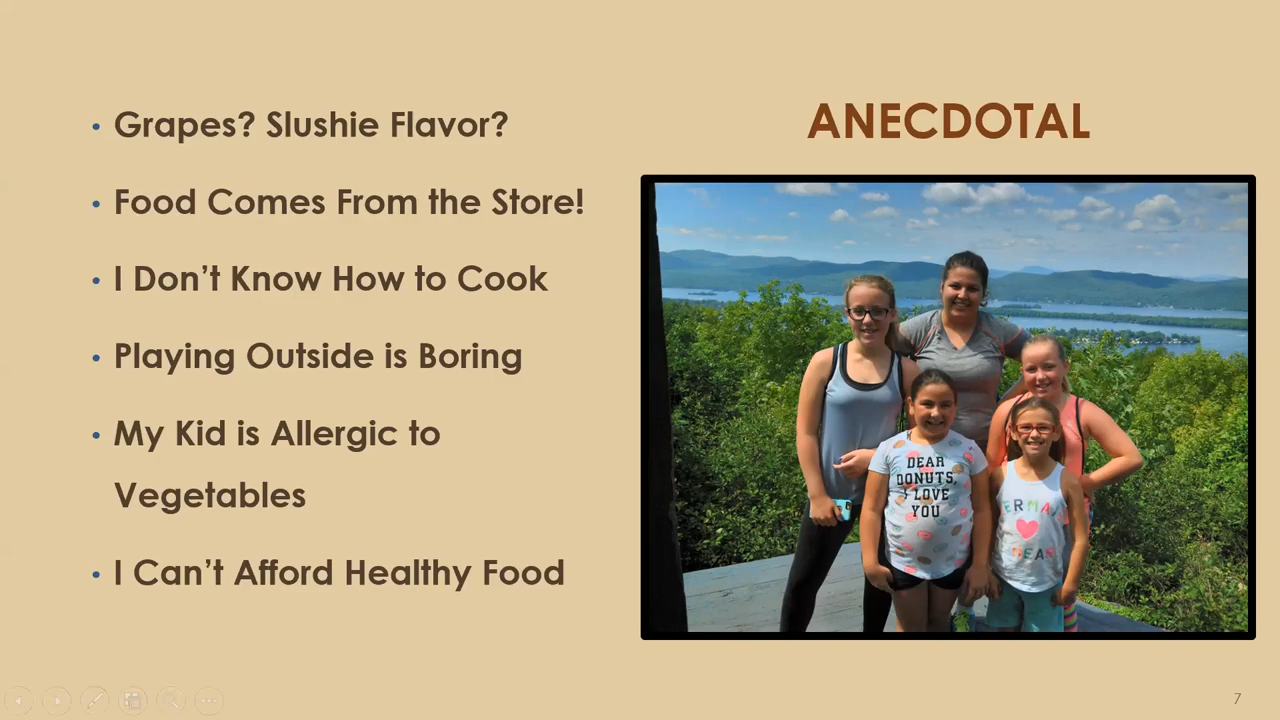 Grapes? Slushie Flavor?
Food Comes From the Store!
I Don't Know How to Cook
Playing Outside is Boring
My Kid is Allergic to
Vegetables
I Can't Afford Healthy Food
ANECDOTAL
DEAR
DONUTS,
I LOVE
YOU
7